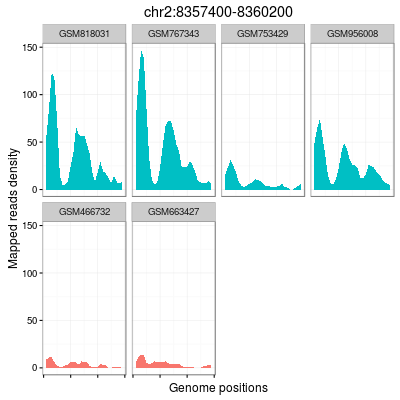 chr2:8357400-8360200
GSM818031 GSM767343 GSM753429 GSM956008
150
100
50
0
GSM466732 GSM663427
150
100
50
0
Mapped reads density
Genome positions